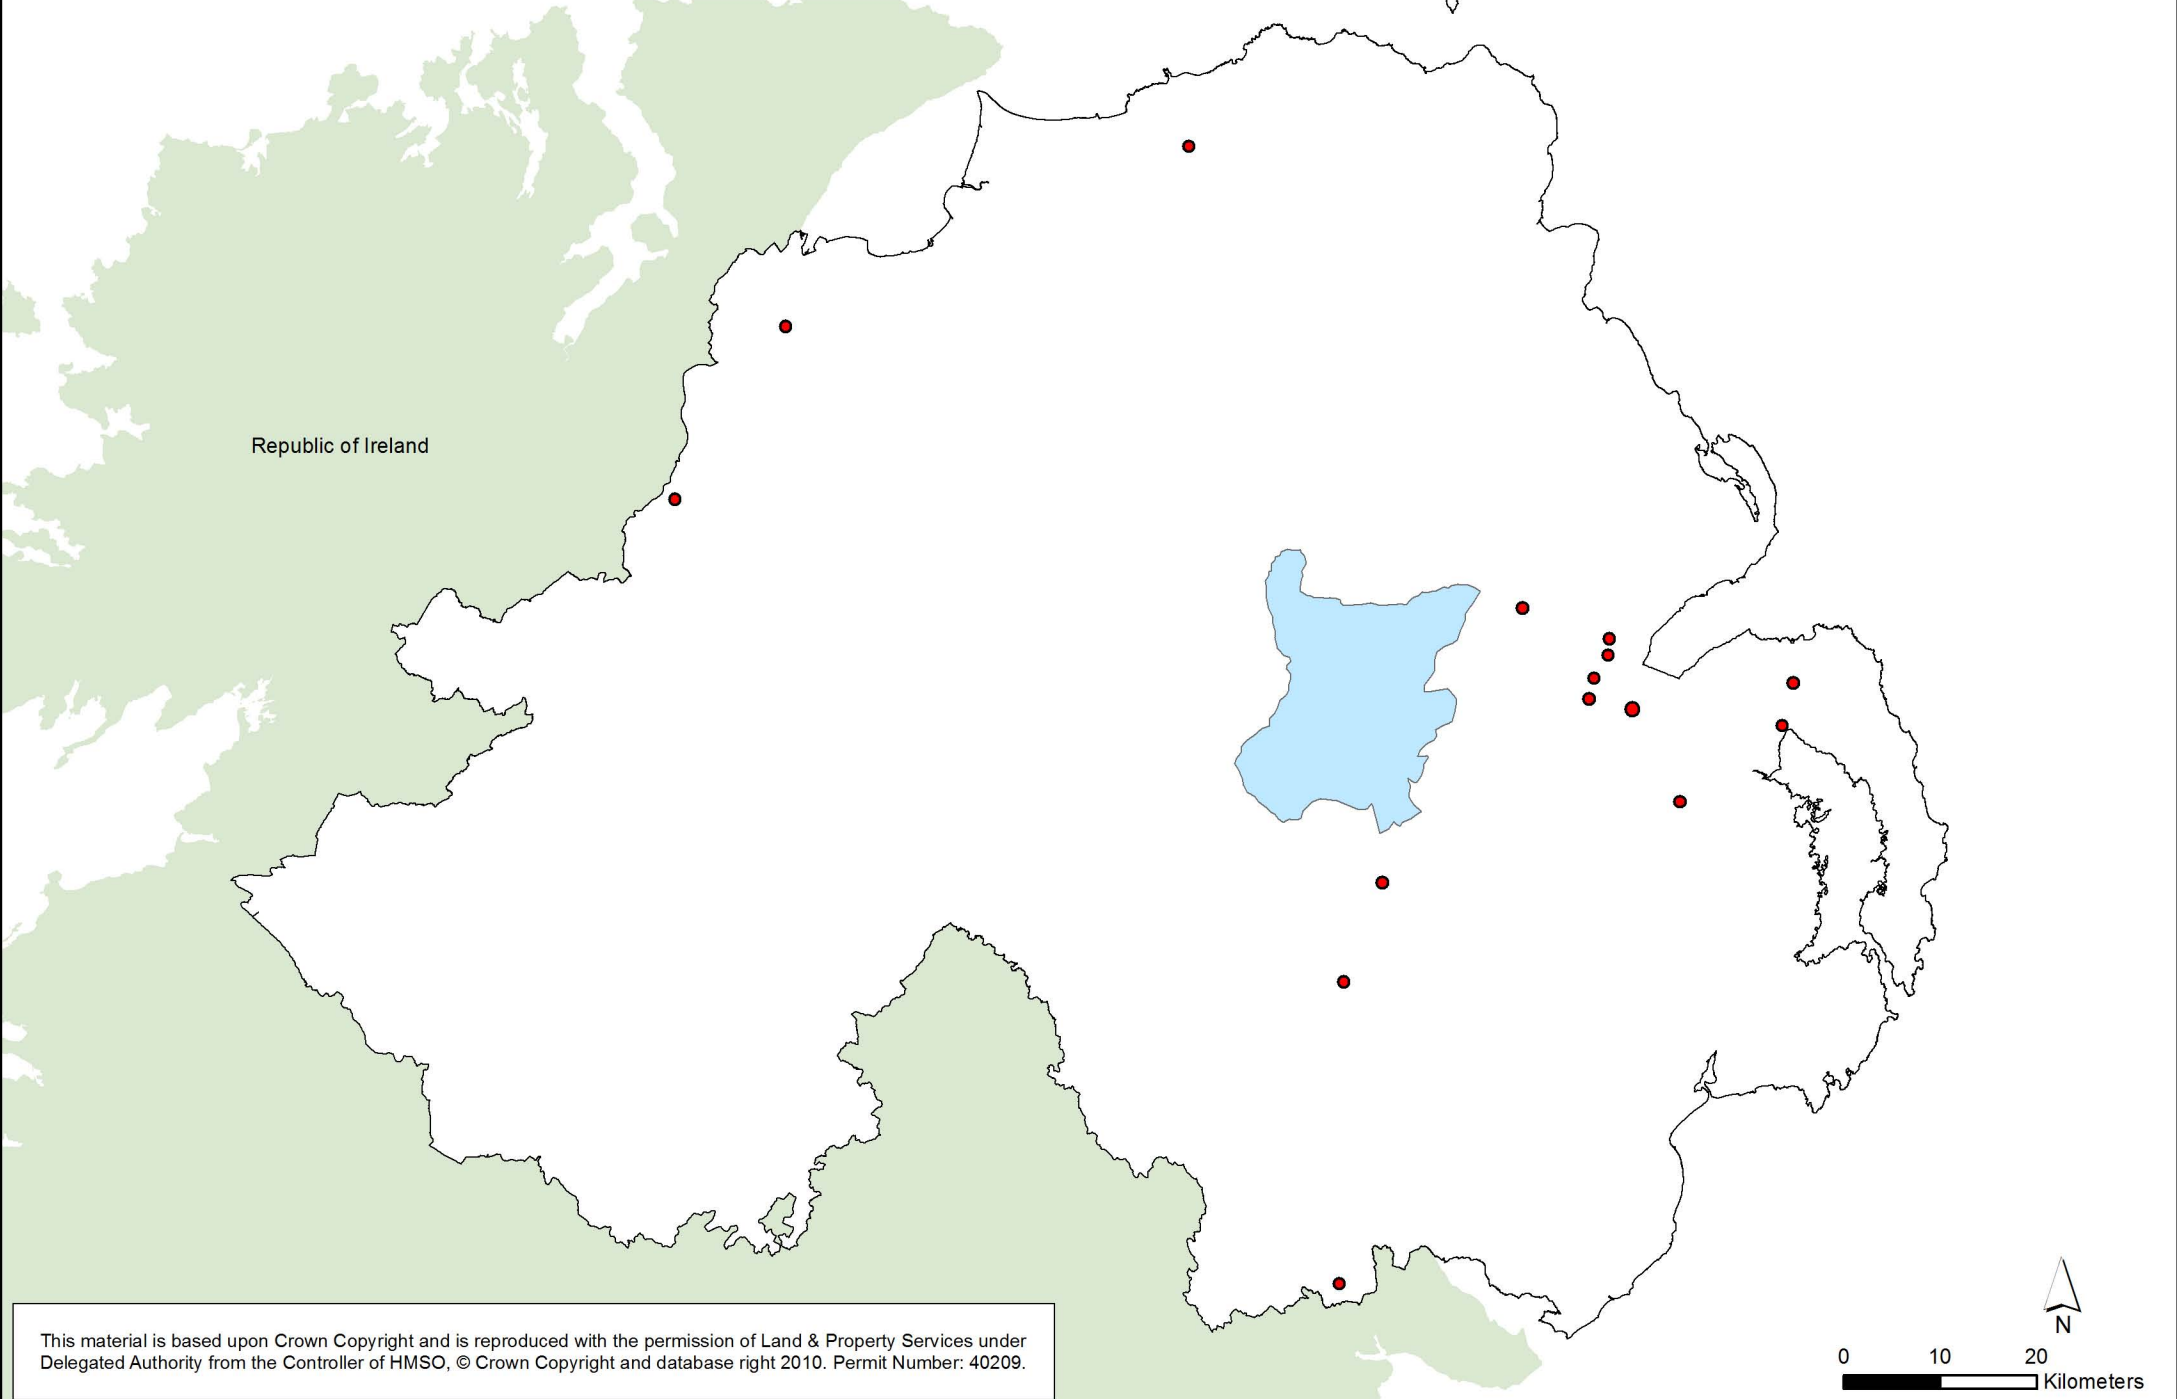 Republic of Ireland
This material is based upon Crown Copyright and is reproduced with the permission of Land & Property Services under
Delegated Authority from the Controller of HMSO, © Crown Copyright and database right 2010. Permit Number: 40209.
N
0 10 20
Kilometers